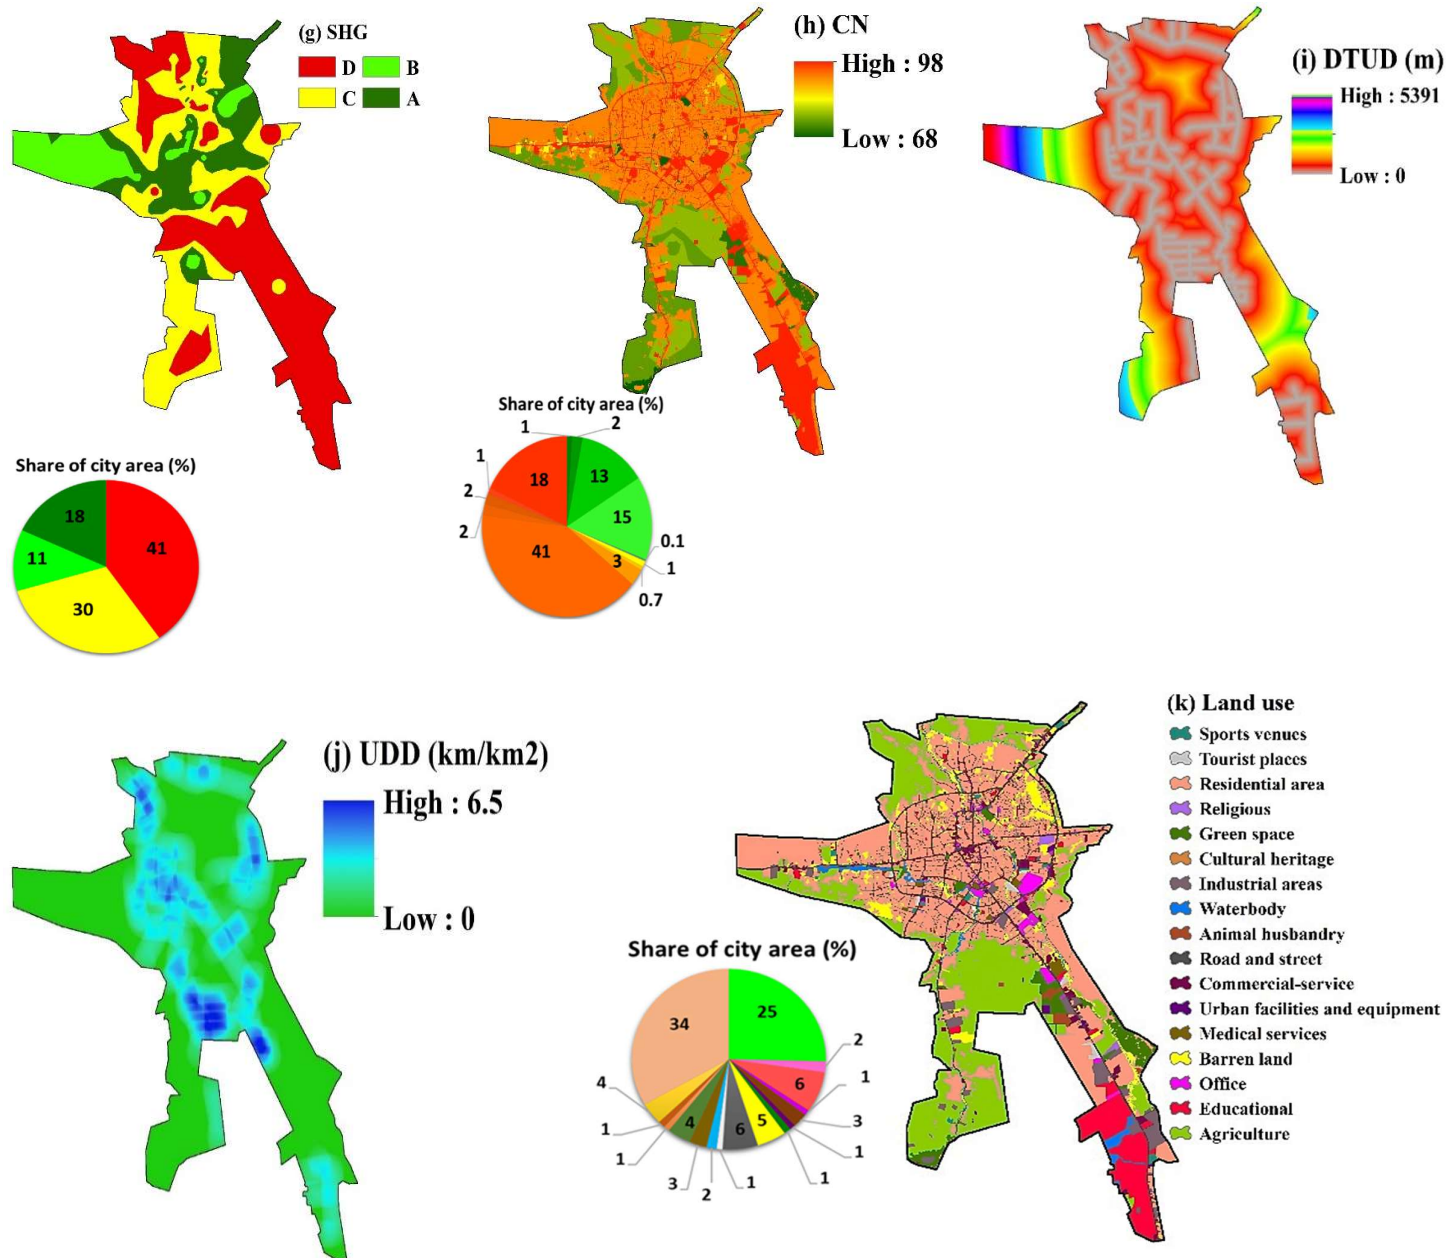 (g) SHG
D B
C A
Share of city area (%)
18
41
11
30
(h) CN
High : 98
Low : 68
Share of city area (%)
1
2
1
18
13
2
15
2
0.1
41
3
1
0.7
(i) DTUD (m)
High : 5391
Low : 0
(j) UDD (km/km2)
High : 6.5
Low : 0
(k) Land use
Sports venues
Tourist places
Residential area
Religious
Green space
Cultural heritage
Industrial areas
Waterbody
Animal husbandry
Road and street
Commercial-service
Urban facilities and equipment
Medical services
Barren land
Office
Educational
Agriculture
Share of city area (%)
34
25
2
4
6
1
1
4
6
5
3
1
1
3
2
1
1